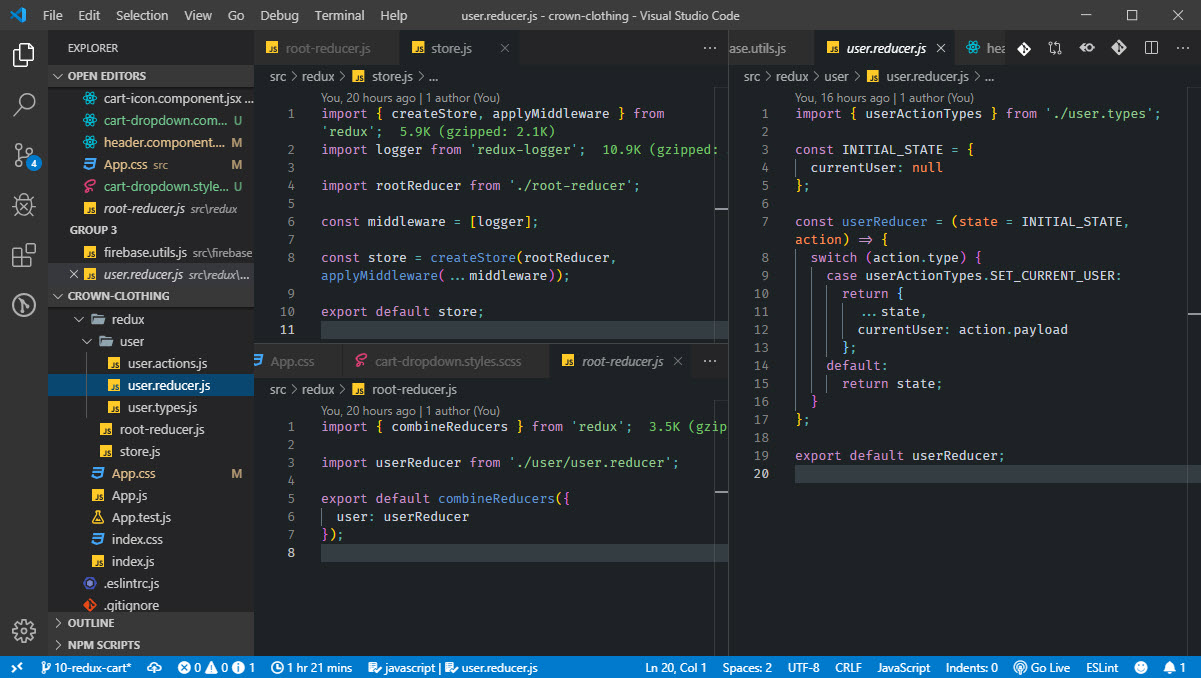 File Edit Selection View Go Debug Terminal Help
user.reducer.js - crown-clothing - Visual Studio Code
EXPLORER
OPEN EDITORS
cart-icon.component.jsx ...
cart-dropdown.com... U
header.component.... M
App.css src M
cart-dropdown.style... U
root-reducer.js src\redux
GROUP 3
firebase.utils.js src\firebase
user.reducer.js src\redux\...
CROWN-CLOTHING
redux
user
user.actions.js
user.reducer.js
user.types.js
root-reducer.js
store.js
App.css M
App.js
App.test.js
index.css
index.js
.eslintrc.js
.gitignore
OUTLINE
NPM SCRIPTS
4
root-reducer.js store.js
src > redux > store.js > ...
You, 20 hours ago | 1 author (You)
1 import { createStore, applyMiddleware } from
'redux'; 5.9K (gzipped: 2.1K)
2 import logger from 'redux-logger'; 10.9K (gzipped:
3
4 import rootReducer from './root-reducer';
5
6 const middleware = [logger];
7
8 const store = createStore(rootReducer,
applyMiddleware(...middleware));
9
10 export default store;
11
App.css cart-dropdown.styles.scss root-reducer.js
src > redux > root-reducer.js
You, 20 hours ago | 1 author (You)
1 import { combineReducers } from 'redux'; 3.5K (gzip
2
3 import userReducer from './user/user.reducer';
4
5 export default combineReducers({
6 user: userReducer
7 });
8
ase.utils.js user.reducer.js hea
src > redux > user > user.reducer.js > ...
You, 16 hours ago | 1 author (You)
1 import { userActionTypes } from './user.types';
2
3 const INITIAL_STATE = {
4 currentUser: null
5 };
6
7 const userReducer = (state = INITIAL_STATE,
action) => {
8 switch (action.type) {
9 case userActionTypes.SET_CURRENT_USER:
10 return {
11 ...state,
12 currentUser: action.payload
13 };
14 default:
15 return state;
16 }
17 };
18
19 export default userReducer;
20
10-redux-cart* 0 0 1 1 hr 21 mins javascript | user.reducer.js Ln 20, Col 1 Spaces: 2 UTF-8 CRLF JavaScript Indents: 0 Go Live ESLint 1